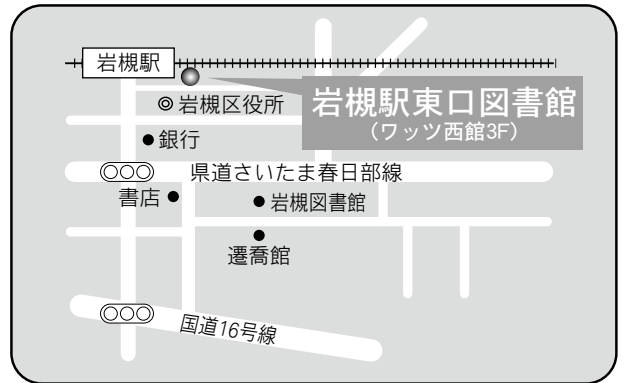 岩槻駅
岩槻駅東口図書館
（ワッツ西館3F）
◎岩槻区役所
●銀行
県道さいたま春日部線
書店●
●岩槻図書館
●
遷喬館
国道16号線